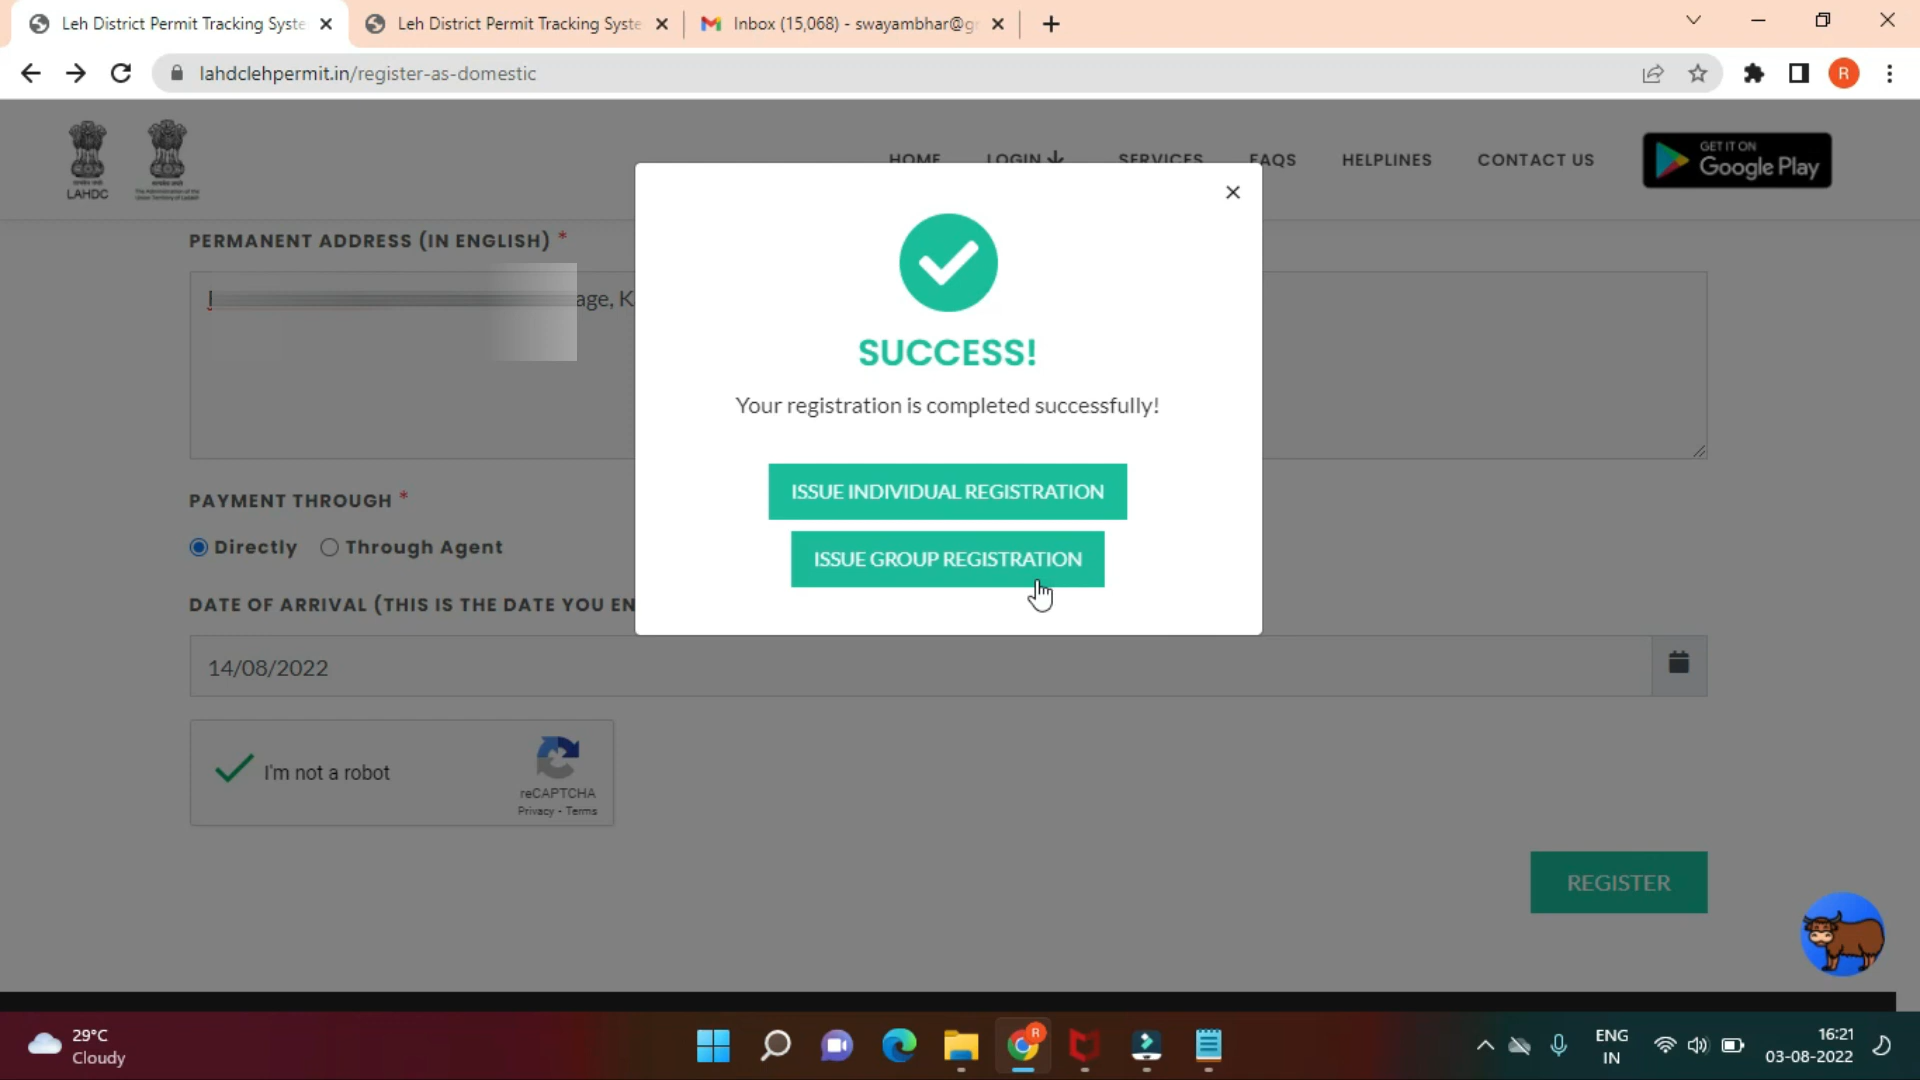 Leh District Permit Tracking Syste
Leh District Permit Tracking Syste
Inbox (15,068) - swayambhar@g
lahdclehpermit.in/register-as-domestic
R
LAHDC
HOME
LOGIN
SERVICES
FAQS
HELPLINES
CONTACT US
GET IT ON
Google Play
PERMANENT ADDRESS (IN ENGLISH) *
age, K
SUCCESS!
Your registration is completed successfully!
ISSUE INDIVIDUAL REGISTRATION
ISSUE GROUP REGISTRATION
PAYMENT THROUGH *
Directly
Through Agent
DATE OF ARRIVAL (THIS IS THE DATE YOU EN
14/08/2022
I'm not a robot
reCAPTCHA
Privacy - Terms
REGISTER
29°C
Cloudy
R
ENG
IN
16:21
03-08-2022